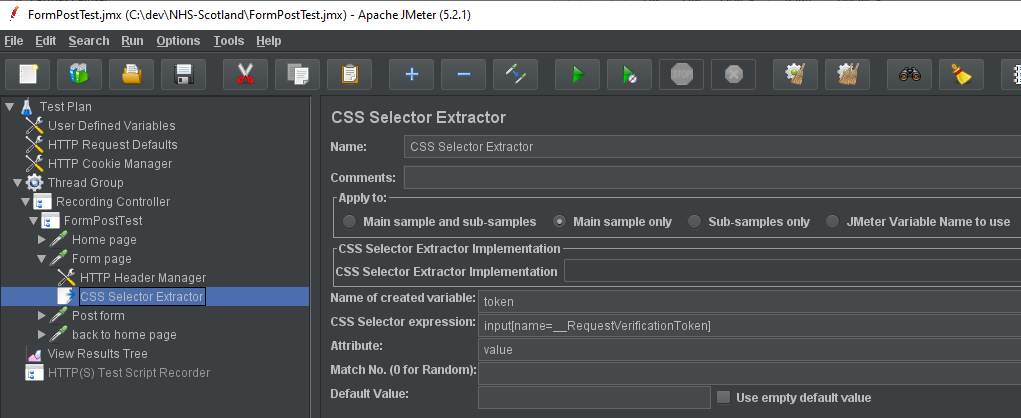 FormPostTest.jmx (C:\dev\NHS-Scotland\FormPostTest.jmx) - Apache JMeter (5.2.1)
File Edit Search Run Options Tools Help
STOP
Test Plan
User Defined Variables
HTTP Request Defaults
HTTP Cookie Manager
Thread Group
Recording Controller
FormPostTest
Home page
Form page
HTTP Header Manager
CSS Selector Extractor
Post form
back to home page
View Results Tree
HTTP(S) Test Script Recorder
CSS Selector Extractor
Name: CSS Selector Extractor
Comments:
Apply to:
Main sample and sub-samples Main sample only Sub-samples only JMeter Variable Name to use
CSS Selector Extractor Implementation
CSS Selector Extractor Implementation
Name of created variable: token
CSS Selector expression: input[name=__RequestVerificationToken]
Attribute: value
Match No. (0 for Random):
Default Value: Use empty default value